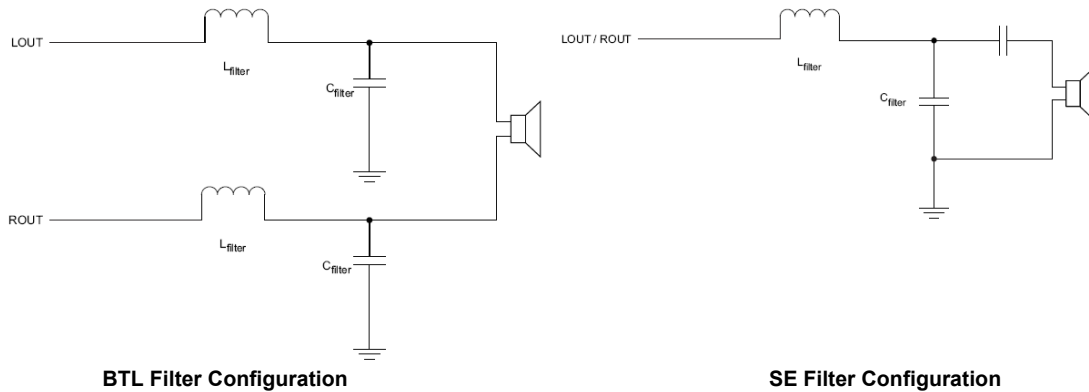 LOUT
Lfilter
Cfilter
ROUT
Lfilter
Cfilter
BTL Filter Configuration
LOUT / ROUT
Lfilter
Cfilter
SE Filter Configuration